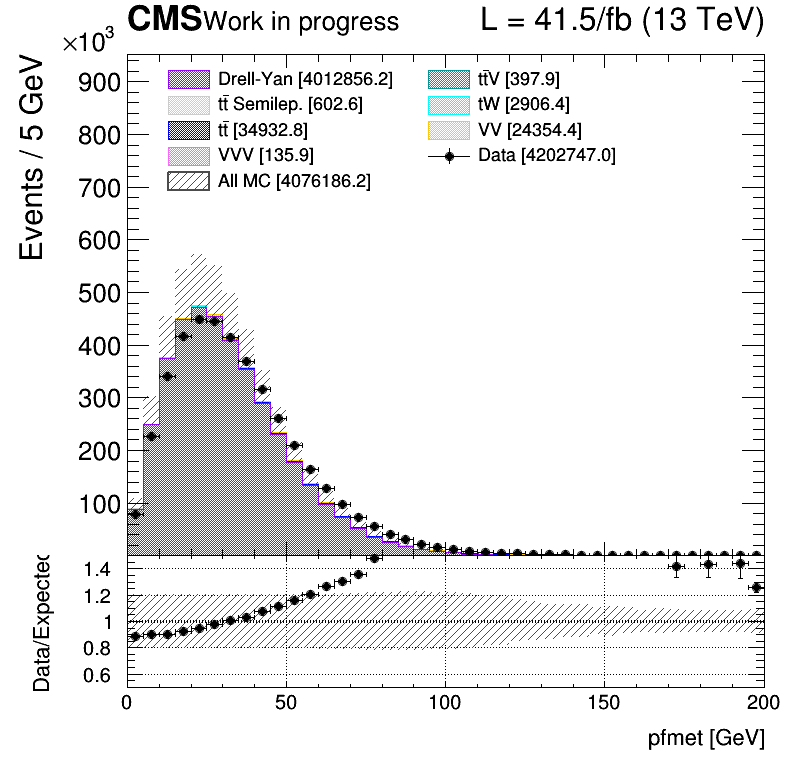 CMS Work in progress L = 41.5/fb (13 TeV)
×10³
Events / 5 GeV
900
800
700
600
500
400
300
200
100
Drell-Yan [4012856.2]
tt̄ Semilep. [602.6]
tt̄ [34932.8]
VVV [135.9]
All MC [4076186.2]
tt̄V [397.9]
tW [2906.4]
VV [24354.4]
Data [4202747.0]
Data/Expected
1.4
1.2
1
0.8
0.6
0 50 100 150 200
pfmet [GeV]